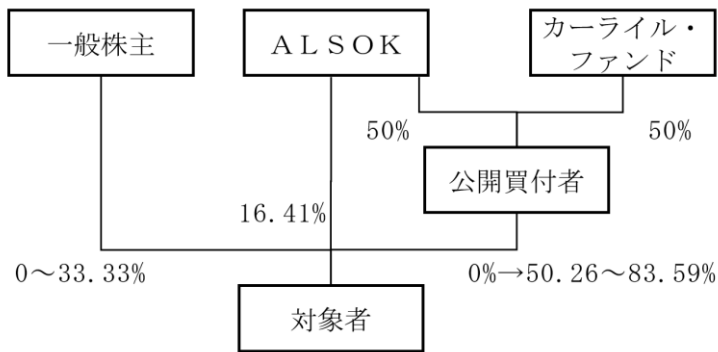 一般株主
ＡＬＳＯＫ
カーライル・
ファンド
50%
50%
公開買付者
16.41%
0～33.33%
0%→50.26～83.59%
対象者